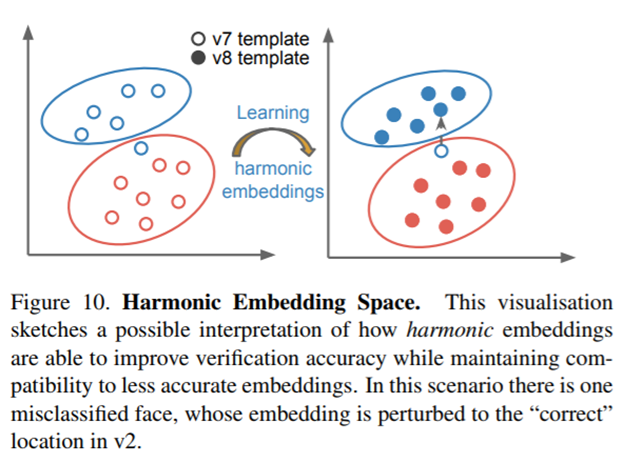 v7 template
v8 template
Learning
harmonic
embeddings
Figure 10. Harmonic Embedding Space. This visualisation
sketches a possible interpretation of how harmonic embeddings
are able to improve verification accuracy while maintaining com-
patibility to less accurate embeddings. In this scenario there is one
misclassified face, whose embedding is perturbed to the “correct”
location in v2.